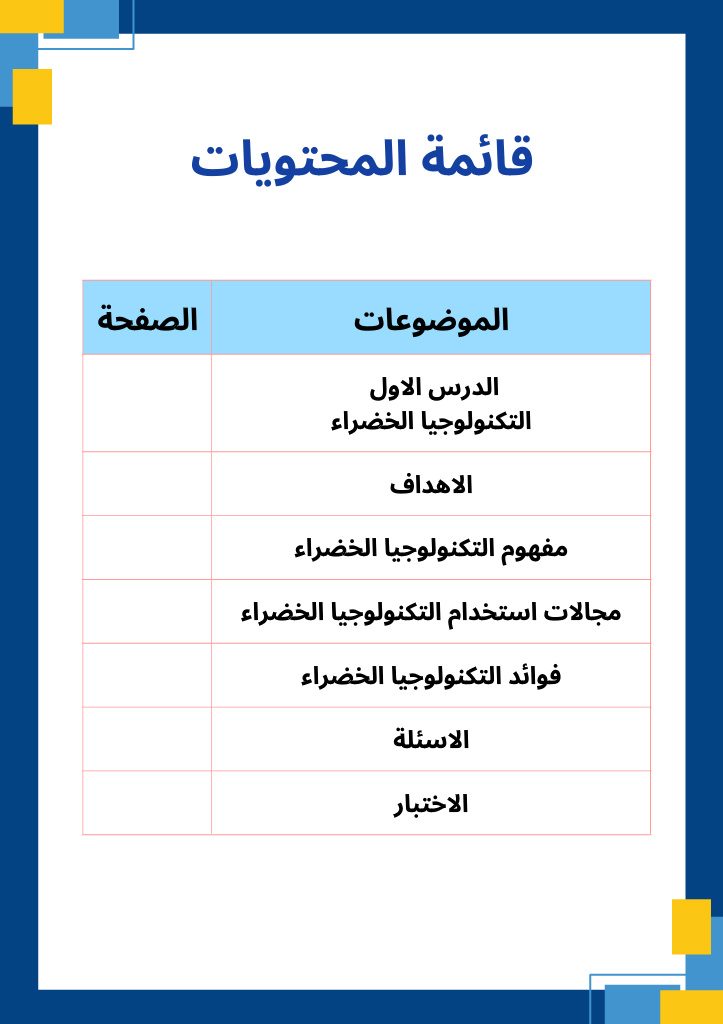 قائمة المحتويات
الموضوعات
الصفحة
الدرس الاول
التكنولوجيا الخضراء
الاهداف
مفهوم التكنولوجيا الخضراء
مجالات استخدام التكنولوجيا الخضراء
فوائد التكنولوجيا الخضراء
الاسئلة
الاختبار